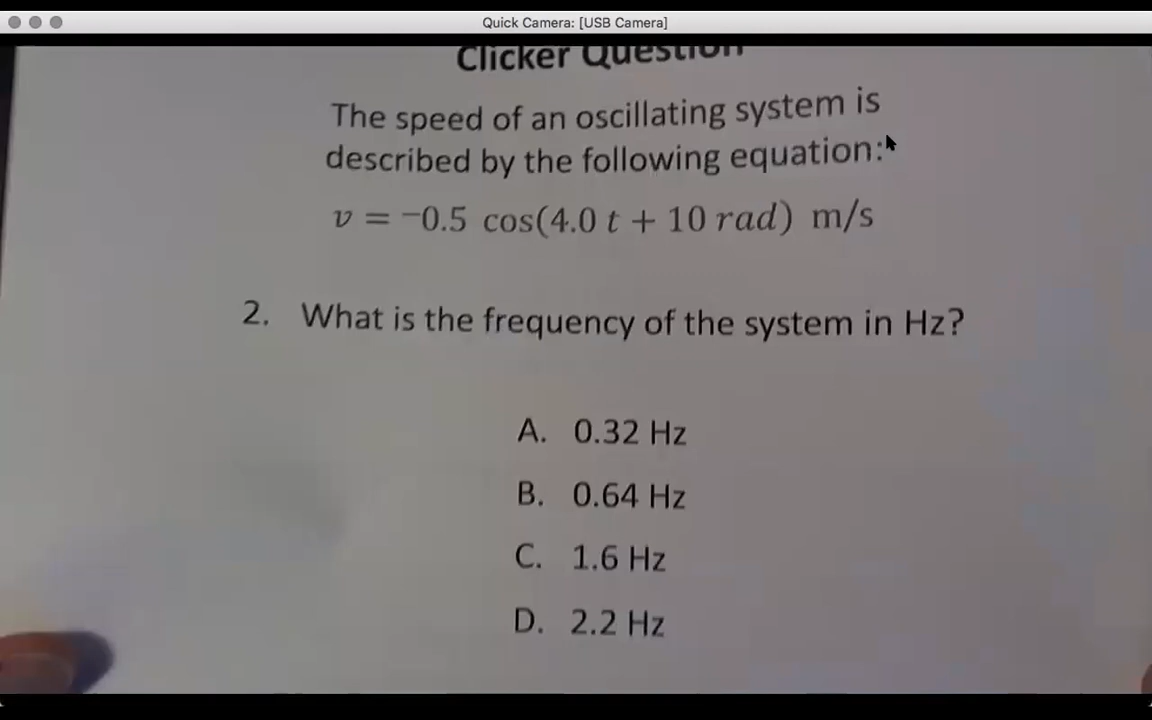 Quick Camera: [USB Camera]
Clicker Question
The speed of an oscillating system is
described by the following equation:
v = −0.5 cos(4.0 t + 10 rad) m/s
2. What is the frequency of the system in Hz?
A. 0.32 Hz
B. 0.64 Hz
C. 1.6 Hz
D. 2.2 Hz